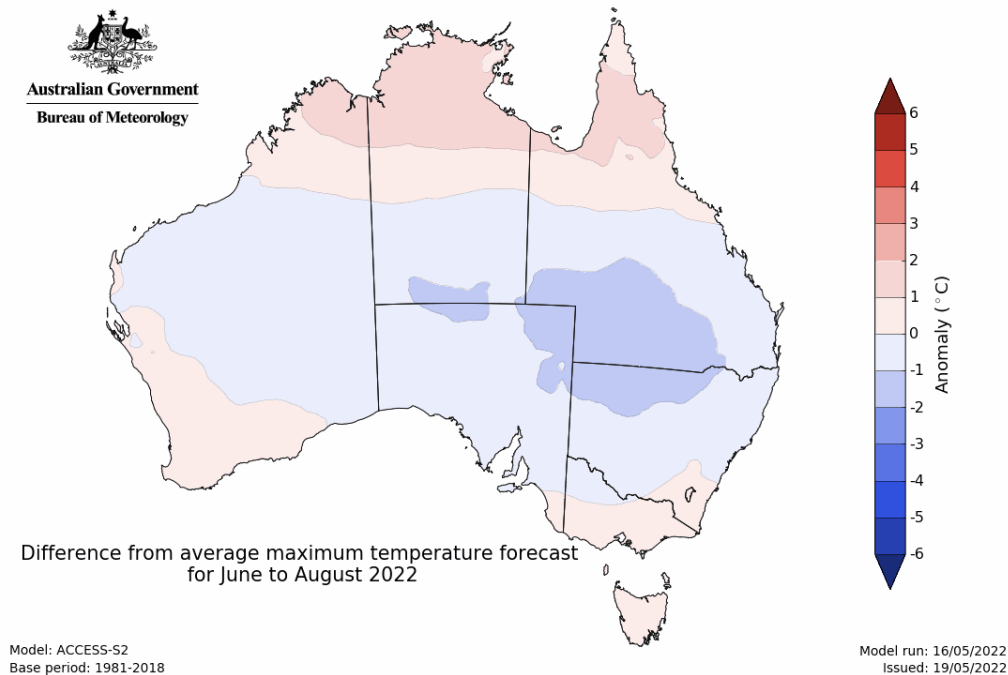 Australian Government
Bureau of Meteorology
6
5
4
3
2
1
0
-1
-2
-3
-4
-5
-6
Anomaly (°C)
Difference from average maximum temperature forecast
for June to August 2022
Model: ACCESS-S2
Base period: 1981-2018
Model run: 16/05/2022
Issued: 19/05/2022